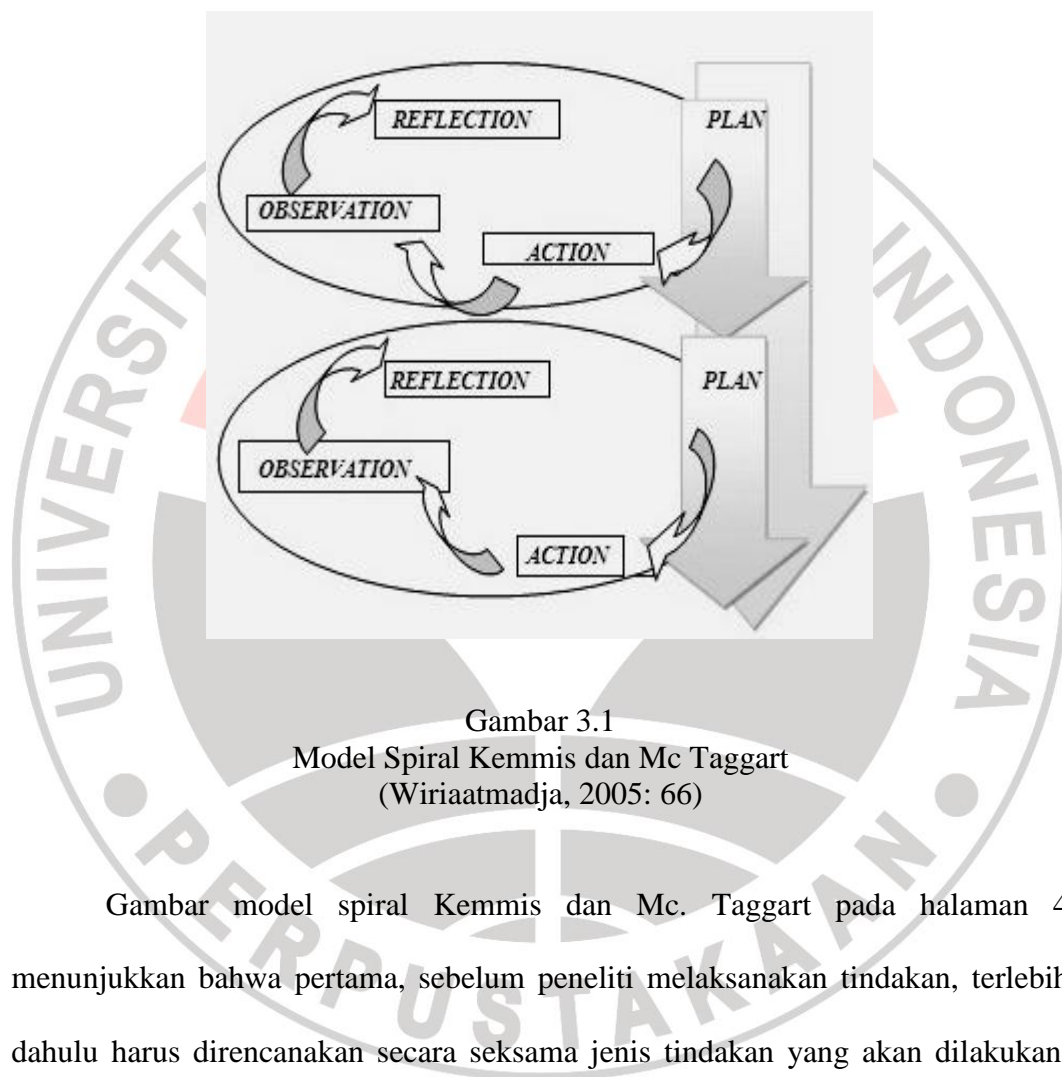 REFLECTION
PLAN
OBSERVATION
ACTION
REFLECTION
PLAN
OBSERVATION
ACTION
Gambar 3.1
Model Spiral Kemmis dan Mc Taggart
(Wiriaatmadja, 2005: 66)
Gambar model spiral Kemmis dan Mc. Taggart pada halaman 4
menunjukkan bahwa pertama, sebelum peneliti melaksanakan tindakan, terlebih
dahulu harus direncanakan secara seksama jenis tindakan yang akan dilakukan
PERPUSTAKAAN